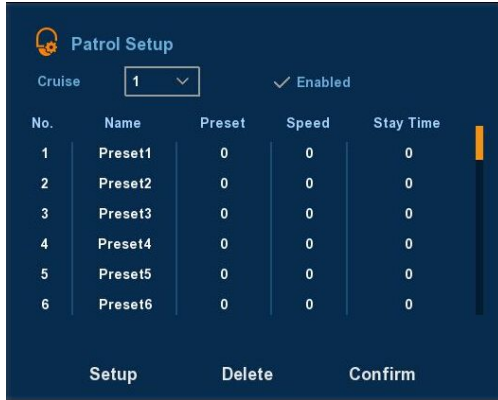 Patrol Setup
Cruise 1 Enabled
No. Name Preset Speed Stay Time
1 Preset1 0 0 0
2 Preset2 0 0 0
3 Preset3 0 0 0
4 Preset4 0 0 0
5 Preset5 0 0 0
6 Preset6 0 0 0
Setup Delete Confirm